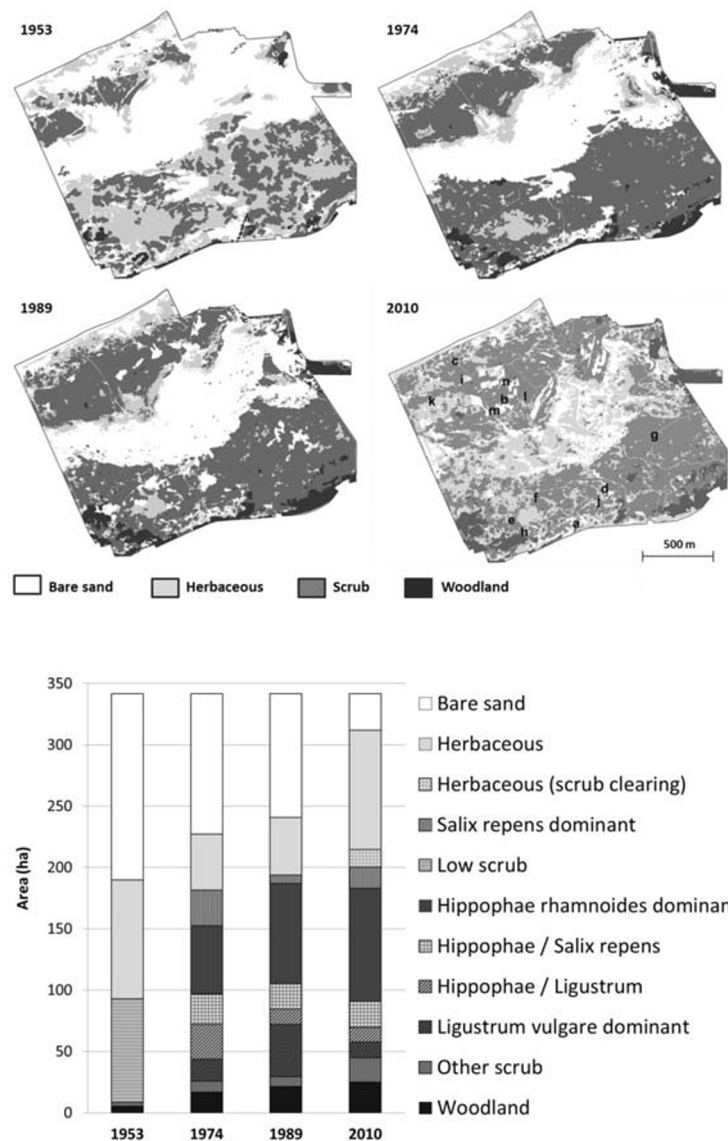 1953
1974
1989
2010
c
i
n
k
b
l
m
g
d
f
j
e
a
h
500 m
Bare sand
Herbaceous
Scrub
Woodland
350
300
250
200
150
100
50
0
Area (ha)
1953
1974
1989
2010
Bare sand
Herbaceous
Herbaceous (scrub clearing)
Salix repens dominant
Low scrub
Hippophae rhamnoides dominan
Hippophae / Salix repens
Hippophae / Ligustrum
Ligustrum vulgare dominant
Other scrub
Woodland